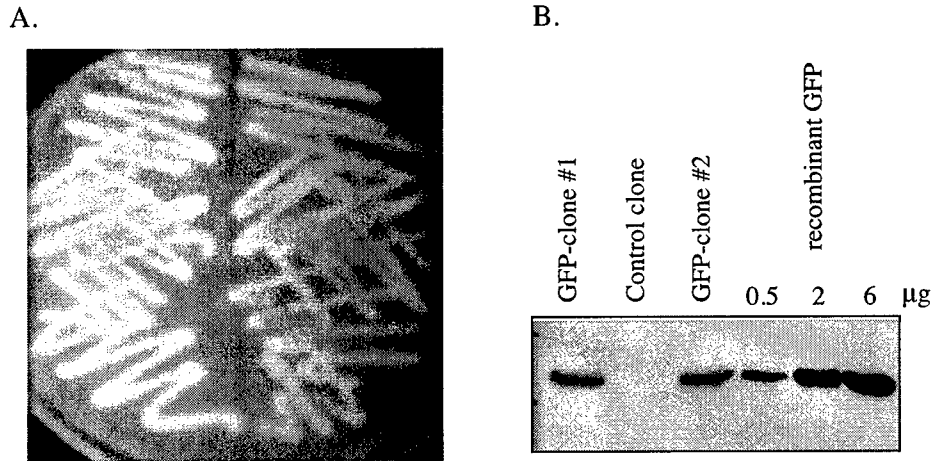 A.
B.
GFP-clone #1
Control clone
GFP-clone #2
recombinant GFP
0.5 2 6 µg